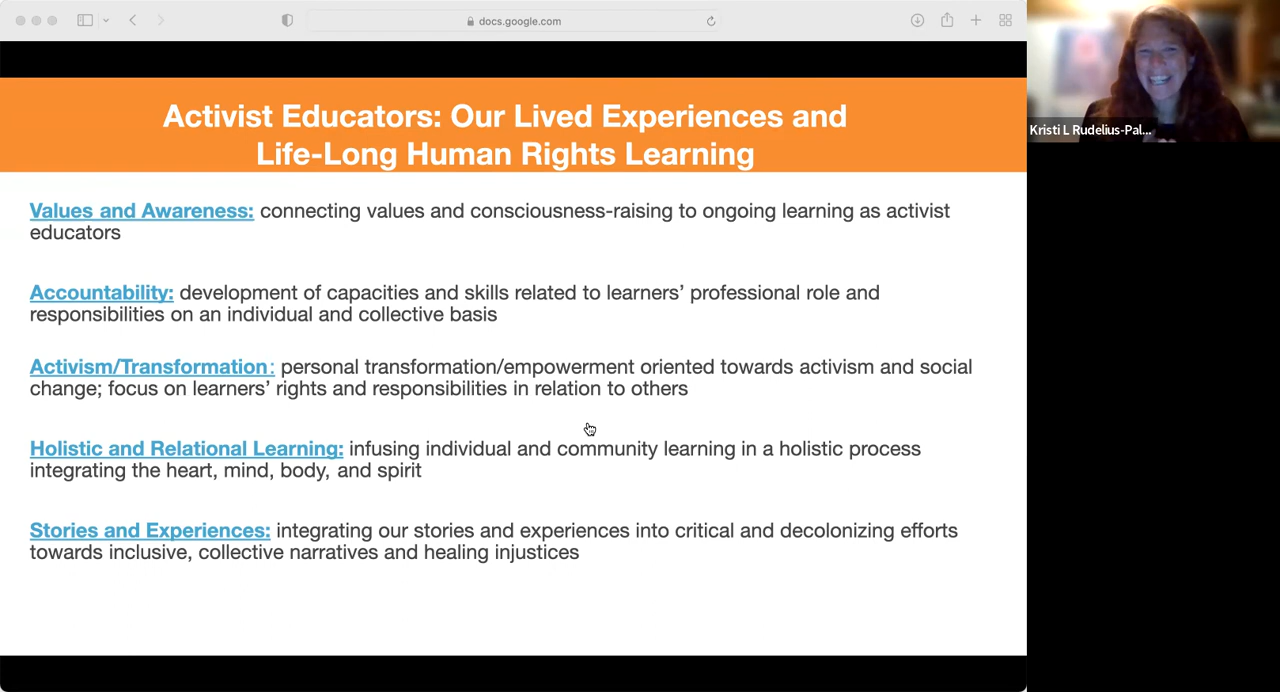 docs.google.com
Kristi L Rudelius-Pal...
Activist Educators: Our Lived Experiences and
Life-Long Human Rights Learning
Values and Awareness: connecting values and consciousness-raising to ongoing learning as activist
educators
Accountability: development of capacities and skills related to learners’ professional role and
responsibilities on an individual and collective basis
Activism/Transformation: personal transformation/empowerment oriented towards activism and social
change; focus on learners’ rights and responsibilities in relation to others
Holistic and Relational Learning: infusing individual and community learning in a holistic process
integrating the heart, mind, body, and spirit
Stories and Experiences: integrating our stories and experiences into critical and decolonizing efforts
towards inclusive, collective narratives and healing injustices